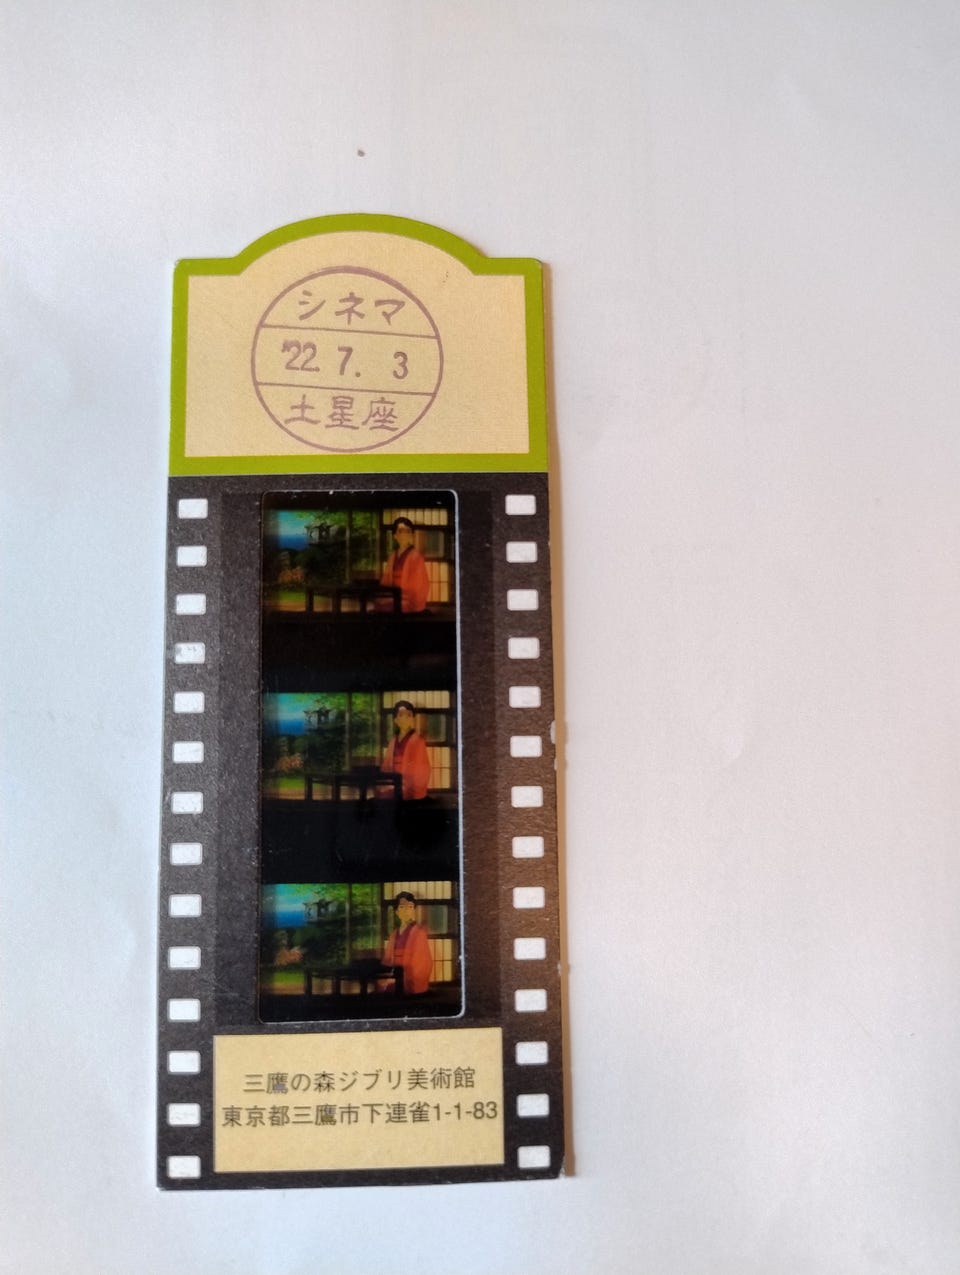 シネマ
'22. 7. 3
土星座
三鷹の森ジブリ美術館
東京都三鷹市下連雀1-1-83